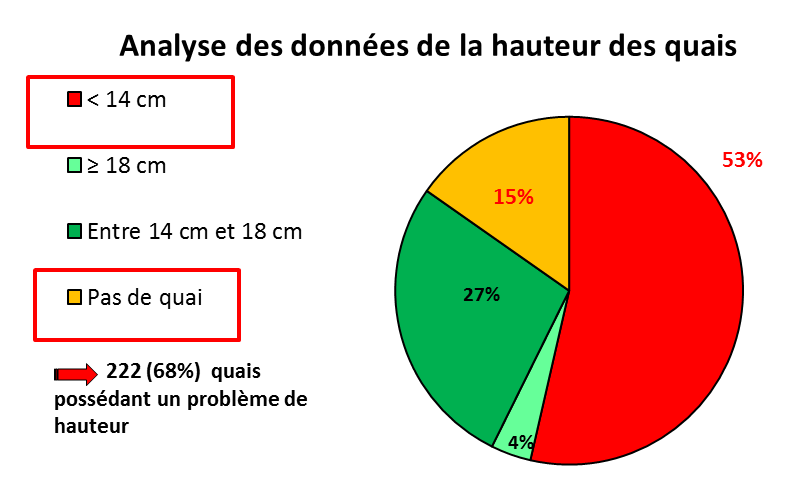 Analyse des données de la hauteur des quais
< 14 cm
≥ 18 cm
Entre 14 cm et 18 cm
Pas de quai
222 (68%) quais
possédant un problème de
hauteur
53%
15%
27%
4%